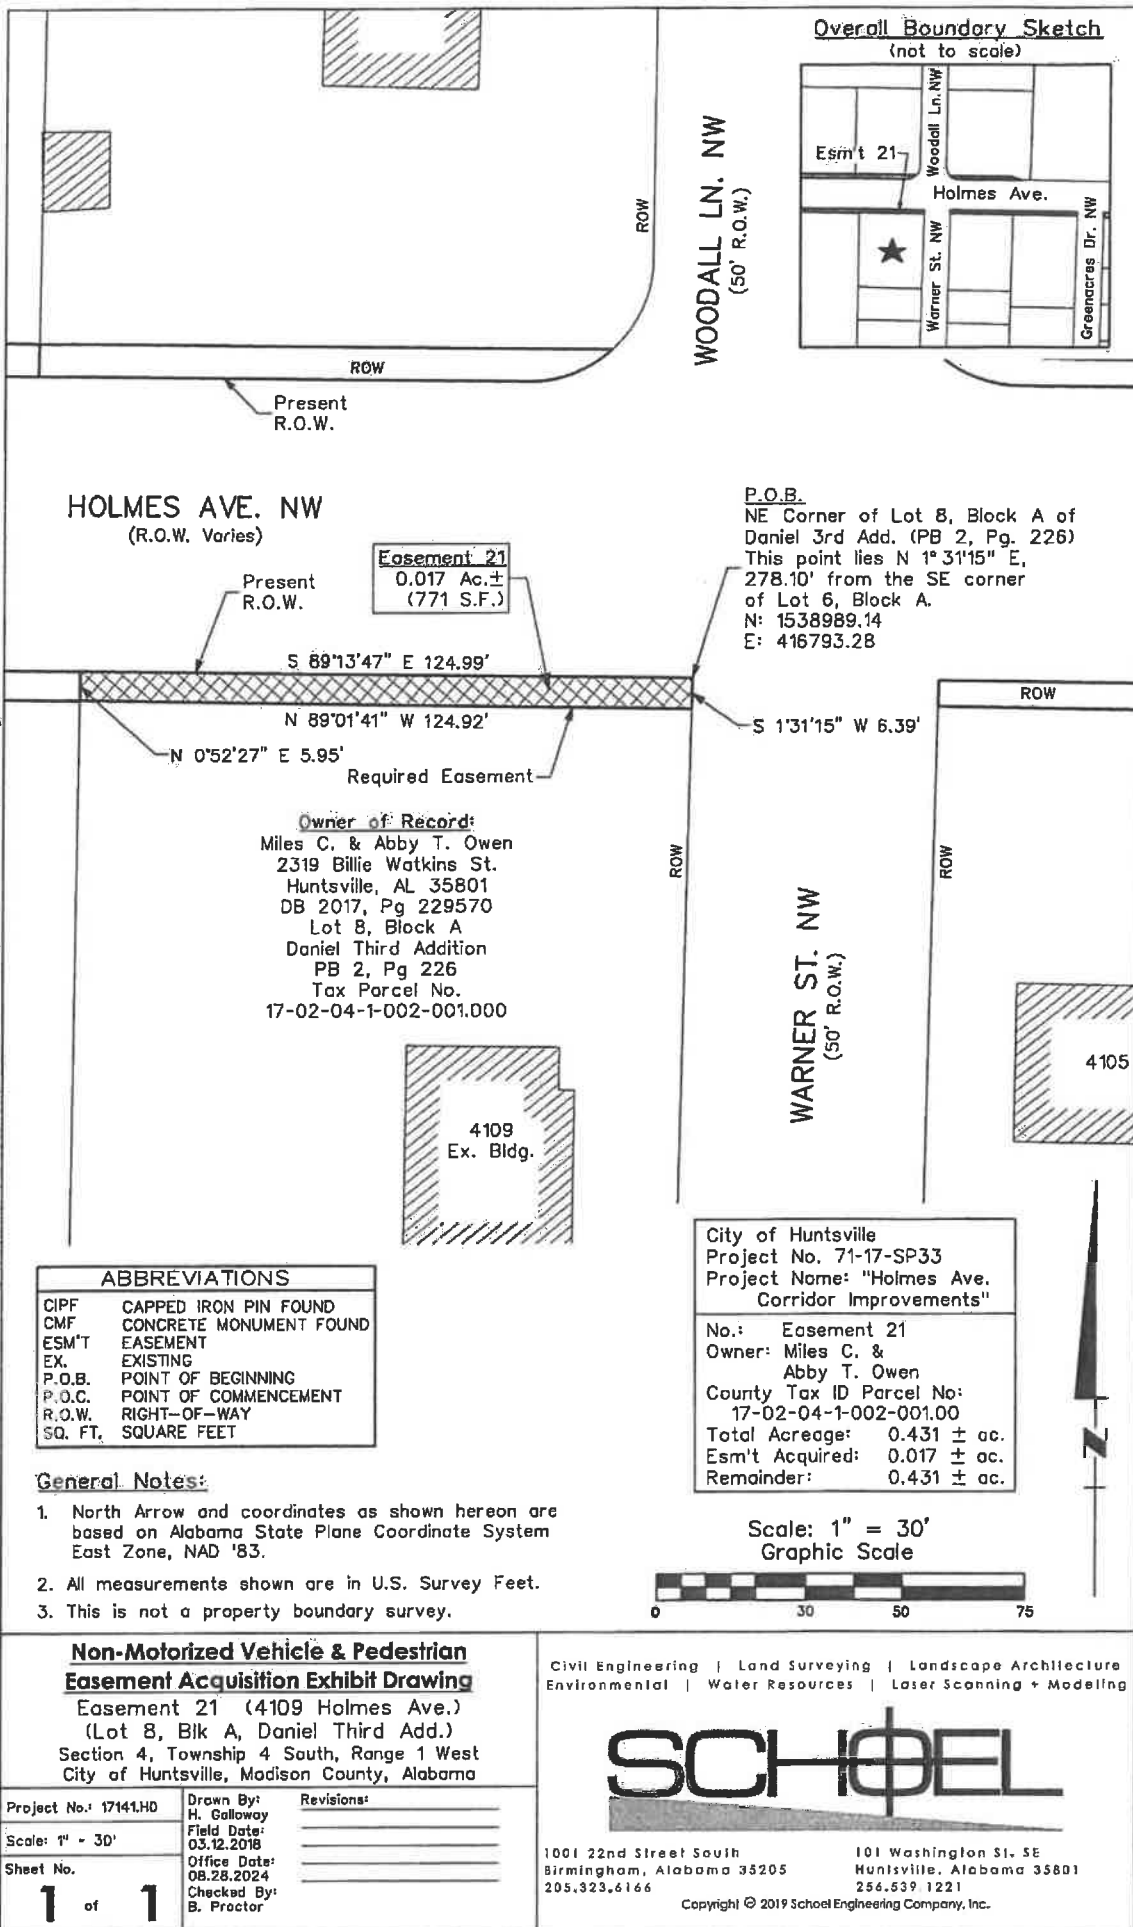 Overall Boundary Sketch
(not to scale)
Woodall Ln. NW
Esm't 21
Holmes Ave.
Warner St. NW
Greenacres Dr. NW
WOODALL LN. NW
(50' R.O.W.)
ROW
ROW
Present
R.O.W.
HOLMES AVE. NW
(R.O.W. Varies)
Present
R.O.W.
Easement 21
0.017 Ac.±
(771 S.F.)
P.O.B.
NE Corner of Lot 8, Block A of
Daniel 3rd Add. (PB 2, Pg. 226)
This point lies N 1° 31'15" E,
278.10' from the SE corner
of Lot 6, Block A.
N: 1538989.14
E: 416793.28
S 89°13'47" E 124.99'
N 89°01'41" W 124.92'
N 0°52'27" E 5.95'
S 1°31'15" W 6.39'
Required Easement
ROW
ROW
ROW
WARNER ST. NW
(50' R.O.W.)
Owner of Record:
Miles C. & Abby T. Owen
2319 Billie Watkins St.
Huntsville, AL 35801
DB 2017, Pg 229570
Lot 8, Block A
Daniel Third Addition
PB 2, Pg 226
Tax Parcel No.
17-02-04-1-002-001.000
4109
Ex. Bldg.
4105
ABBREVIATIONS
CIPF CAPPED IRON PIN FOUND
CMF CONCRETE MONUMENT FOUND
ESM'T EASEMENT
EX. EXISTING
P.O.B. POINT OF BEGINNING
P.O.C. POINT OF COMMENCEMENT
R.O.W. RIGHT-OF-WAY
SQ. FT. SQUARE FEET
City of Huntsville
Project No. 71-17-SP33
Project Name: "Holmes Ave.
Corridor Improvements"
No.: Easement 21
Owner: Miles C. &
Abby T. Owen
County Tax ID Parcel No:
17-02-04-1-002-001.00
Total Acreage: 0.431 ± ac.
Esm't Acquired: 0.017 ± ac.
Remainder: 0.431 ± ac.
N
General Notes:
1. North Arrow and coordinates as shown hereon are
based on Alabama State Plane Coordinate System
East Zone, NAD '83.
2. All measurements shown are in U.S. Survey Feet.
3. This is not a property boundary survey.
Scale: 1" = 30'
Graphic Scale
0 30 50 75
Non-Motorized Vehicle & Pedestrian
Easement Acquisition Exhibit Drawing
Easement 21 (4109 Holmes Ave.)
(Lot 8, Blk A, Daniel Third Add.)
Section 4, Township 4 South, Range 1 West
City of Huntsville, Madison County, Alabama
Project No.: 17141.HD
Scale: 1" = 30'
Sheet No.
1 of 1
Drawn By:
H. Galloway
Field Date:
03.12.2018
Office Date:
08.28.2024
Checked By:
B. Proctor
Revisions:
Civil Engineering | Land Surveying | Landscape Architecture
Environmental | Water Resources | Laser Scanning + Modeling
SCHOEL
1001 22nd Street South
Birmingham, Alabama 35205
205.323.6166
101 Washington St. SE
Huntsville, Alabama 35801
256.539.1221
Copyright © 2019 Schoel Engineering Company, Inc.